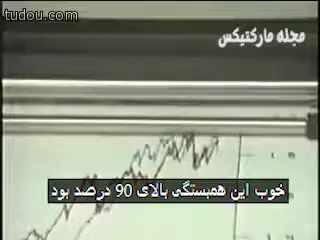 tudou.com
مجله مارکتیکس
خوب این همبستگی بالای 90 درصد بود